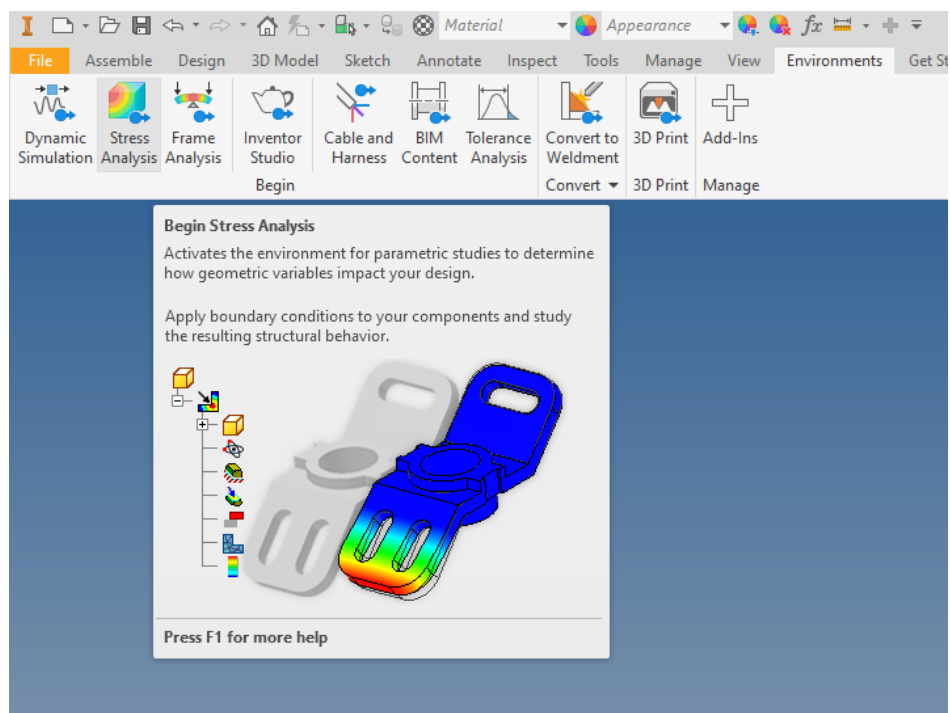 Material Appearance fx
File Assemble Design 3D Model Sketch Annotate Inspect Tools Manage View Environments Get St
Dynamic Simulation
Stress Analysis
Frame Analysis
Inventor Studio
Cable and Harness
BIM Content
Tolerance Analysis
Convert to Weldment
3D Print
Add-Ins
Begin Convert 3D Print Manage
Begin Stress Analysis
Activates the environment for parametric studies to determine
how geometric variables impact your design.
Apply boundary conditions to your components and study
the resulting structural behavior.
Press F1 for more help